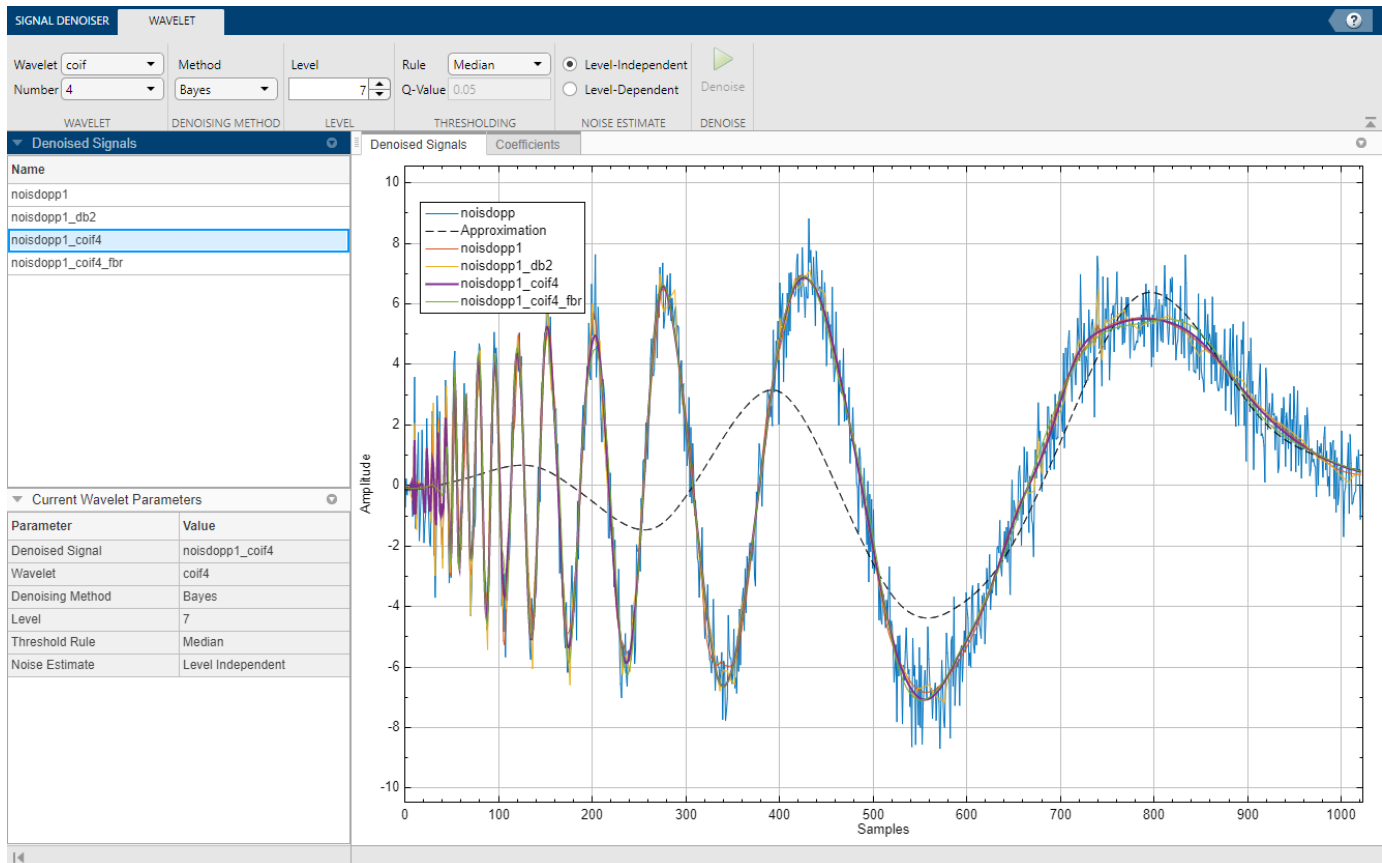 SIGNAL DENOISER WAVELET ?
Wavelet coif Method Level Rule Median Level-Independent
Number 4 Bayes 7 Q-Value 0.05 Level-Dependent Denoise
WAVELET DENOISING METHOD LEVEL THRESHOLDING NOISE ESTIMATE DENOISE
Denoised Signals
Name
noisdopp1
noisdopp1_db2
noisdopp1_coif4
noisdopp1_coif4_fbr
Current Wavelet Parameters
Parameter Value
Denoised Signal noisdopp1_coif4
Wavelet coif4
Denoising Method Bayes
Level 7
Threshold Rule Median
Noise Estimate Level Independent
Denoised Signals Coefficients
noisdopp
Approximation
noisdopp1
noisdopp1_db2
noisdopp1_coif4
noisdopp1_coif4_fbr
Amplitude
10
8
6
4
2
0
-2
-4
-6
-8
-10
0 100 200 300 400 500 600 700 800 900 1000
Samples